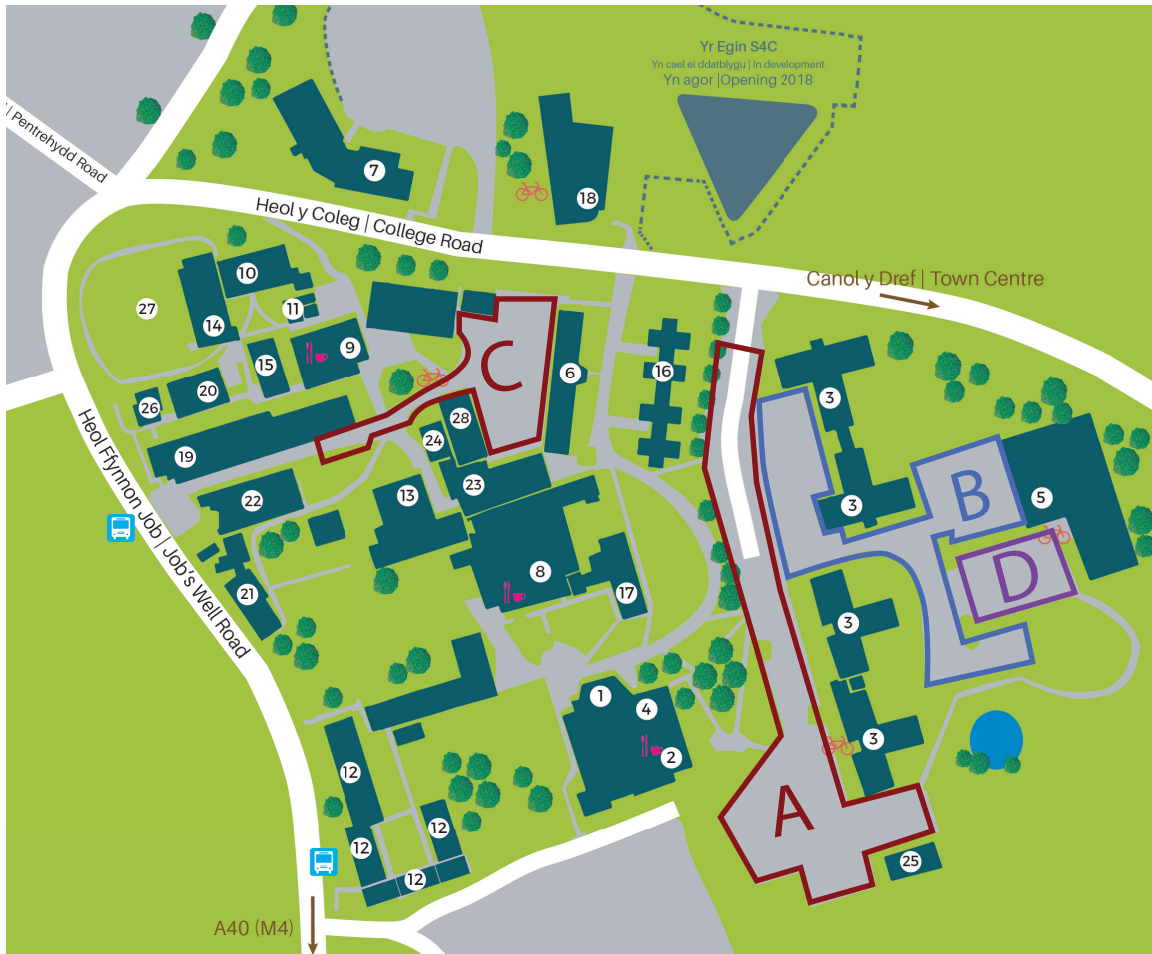 Yr Egin S4C
Yn cael ei ddatblygu | In development
Yn agor |Opening 2018
| Pentrehydd Road
7
18
Heol y Coleg | College Road
10
Canol y Dref | Town Centre
27
11
14
9
C
6
16
3
15
20
26
28
24
B
19
23
5
22
13
3
8
D
21
17
3
Heol Ffynnon Job | Job's Well Road
1
4
3
2
12
A
12
12
25
12
A40 (M4)